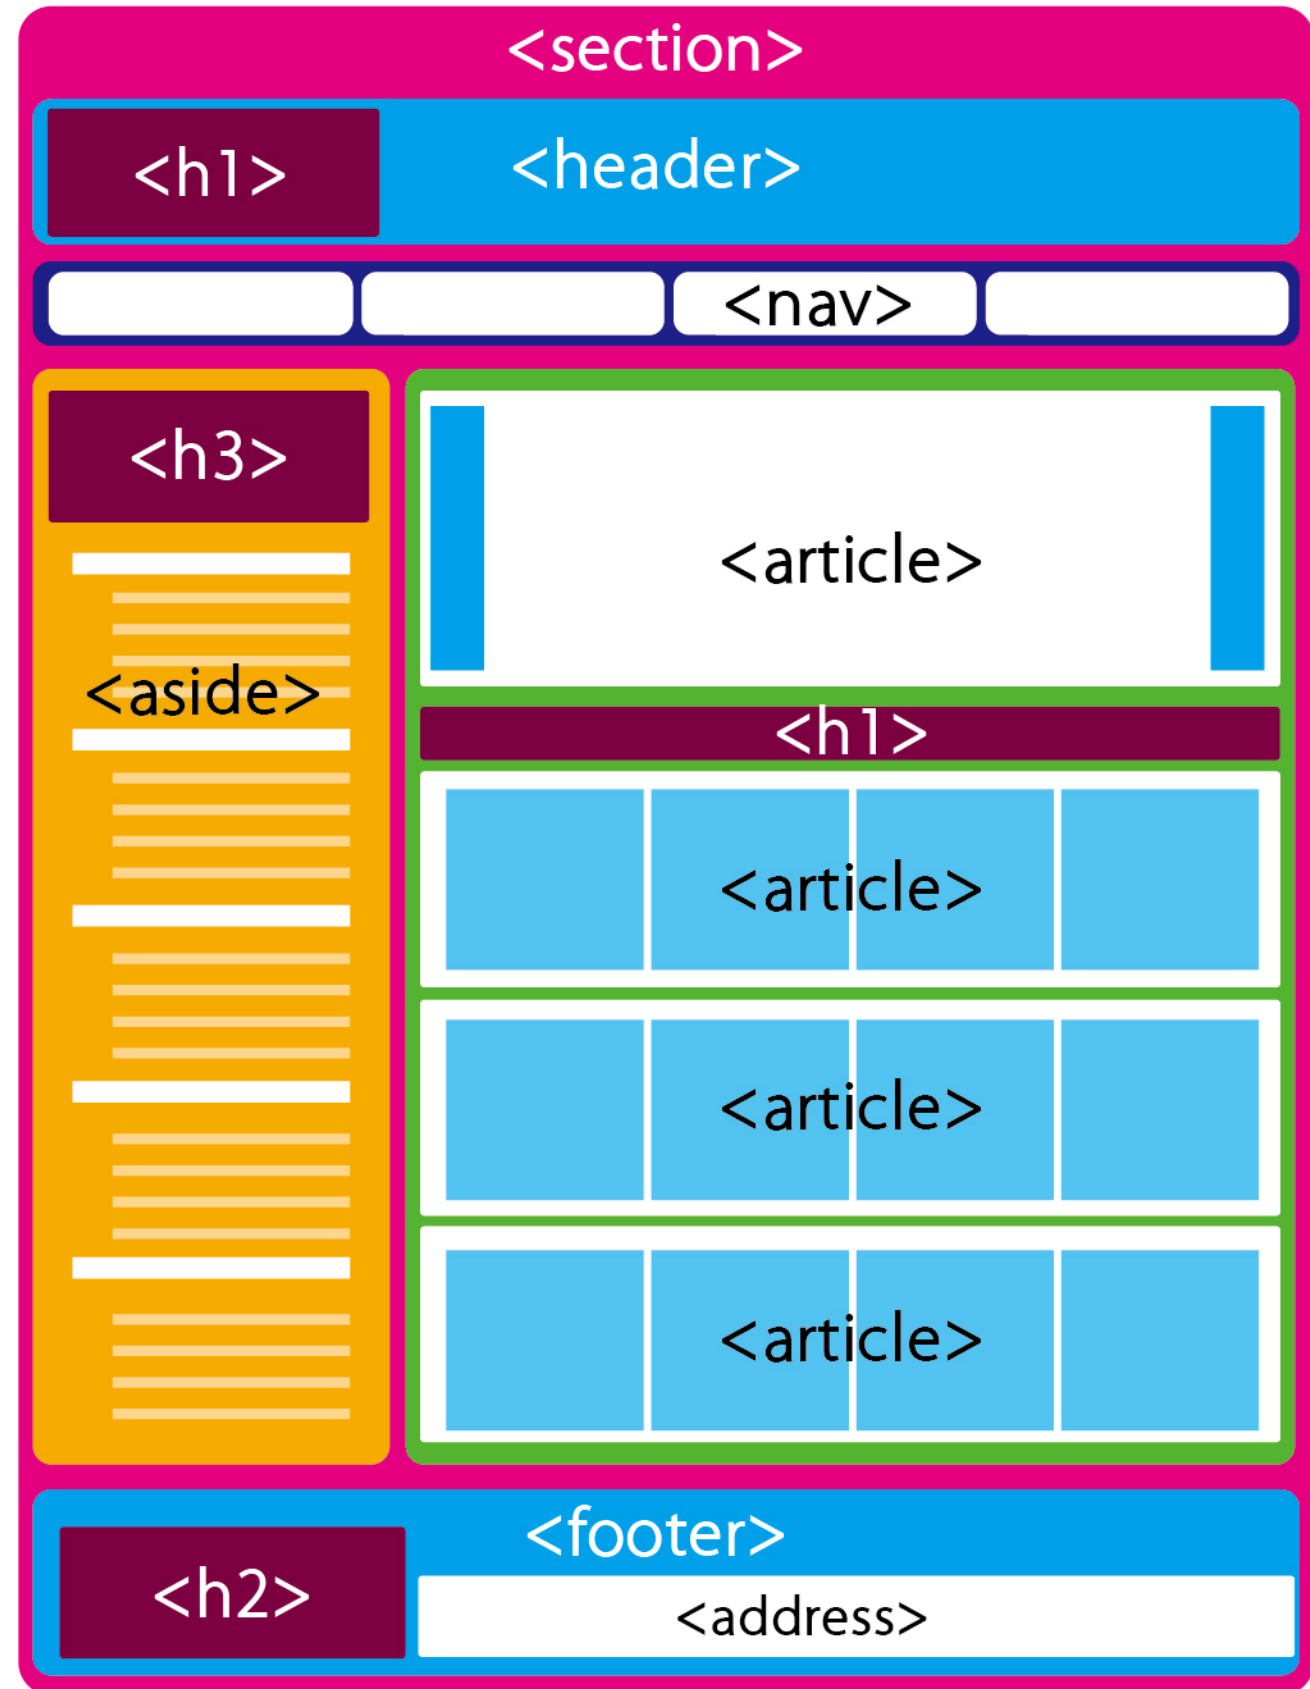 <section>
<h1>
<header>
<nav>
<h3>
<aside>
<article>
<h1>
<article>
<article>
<article>
<footer>
<h2>
<address>